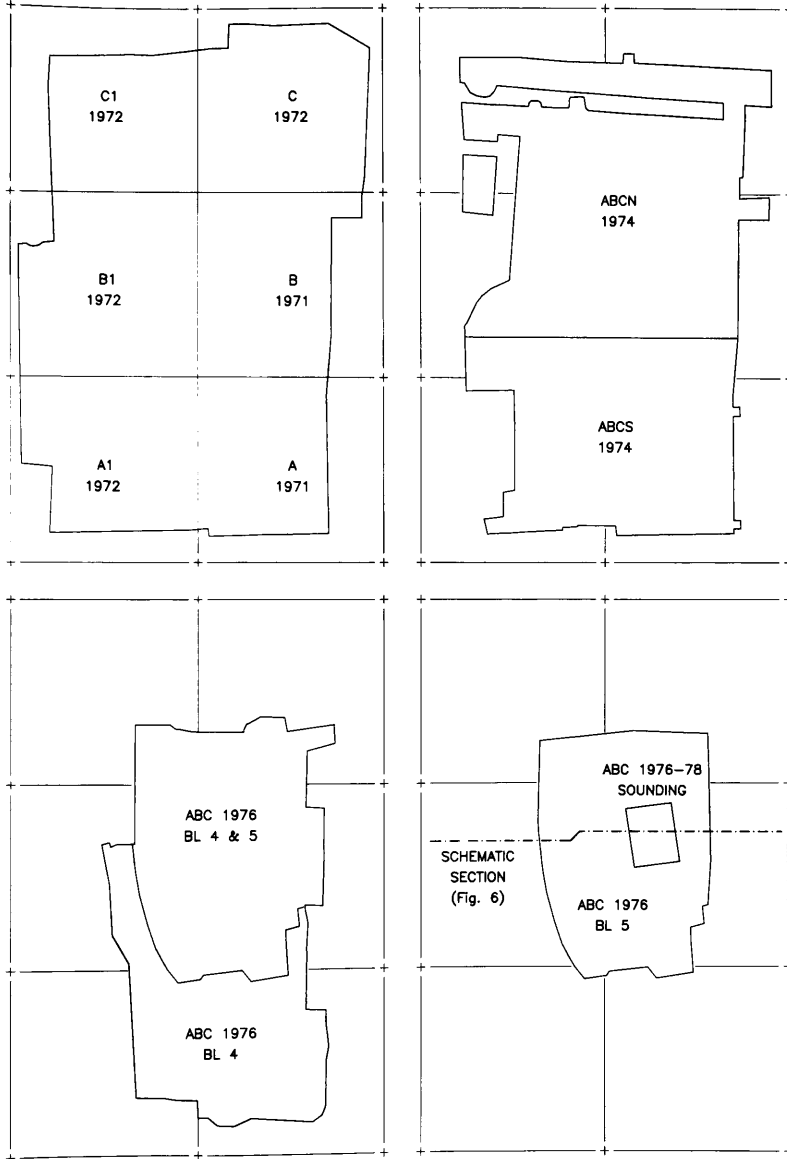 C1
1972
C
1972
B1
1972
B
1971
A1
1972
A
1971
ABCN
1974
ABCS
1974
ABC 1976
BL 4 & 5
ABC 1976
BL 4
ABC 1976-78
SOUNDING
SCHEMATIC
SECTION
(Fig. 6)
ABC 1976
BL 5